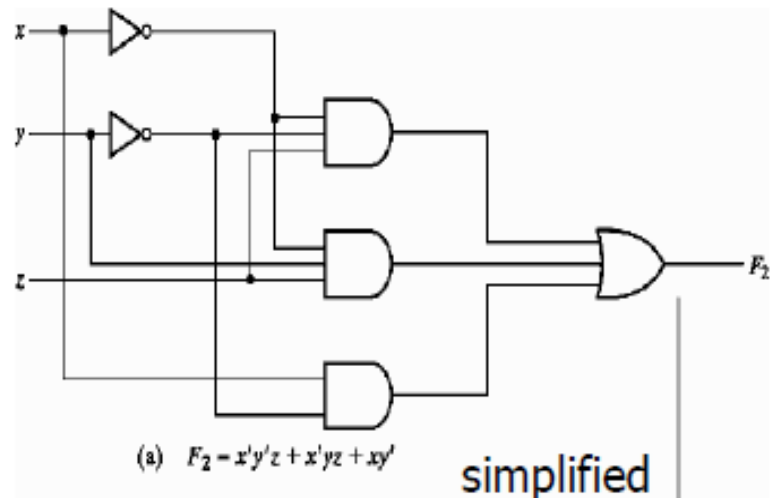 x
y
z
F₂
(a) F₂ = x'y'z + x'yz + xy'
simplified